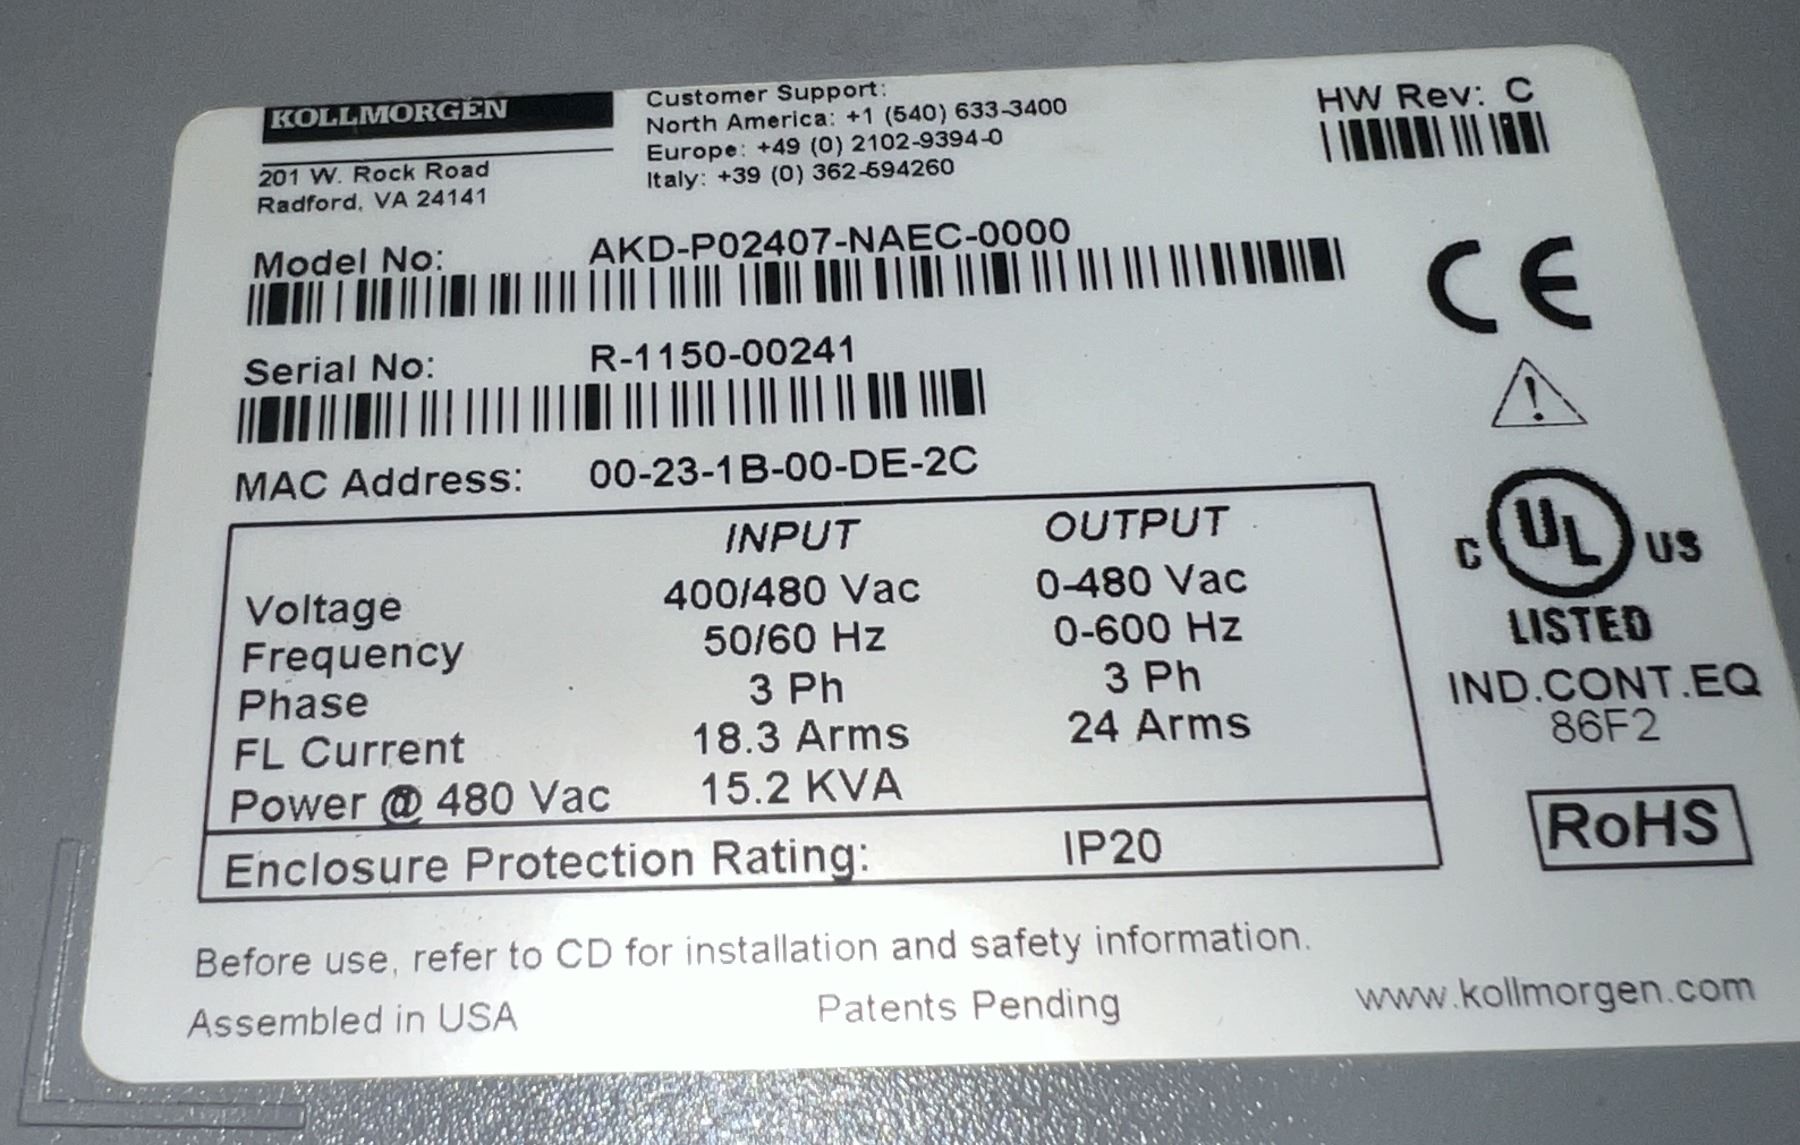 KOLLMORGEN
201 W. Rock Road
Radford, VA 24141
Customer Support:
North America: +1 (540) 633-3400
Europe: +49 (0) 2102-9394-0
Italy: +39 (0) 362-594260
HW Rev: C
Model No: AKD-P02407-NAEC-0000
Serial No: R-1150-00241
MAC Address: 00-23-1B-00-DE-2C
CE
INPUT OUTPUT
Voltage 400/480 Vac 0-480 Vac
Frequency 50/60 Hz 0-600 Hz
Phase 3 Ph 3 Ph
FL Current 18.3 Arms 24 Arms
Power @ 480 Vac 15.2 KVA
Enclosure Protection Rating: IP20
!
C UL US
LISTED
IND.CONT.EQ
86F2
RoHS
Before use, refer to CD for installation and safety information.
Assembled in USA Patents Pending www.kollmorgen.com